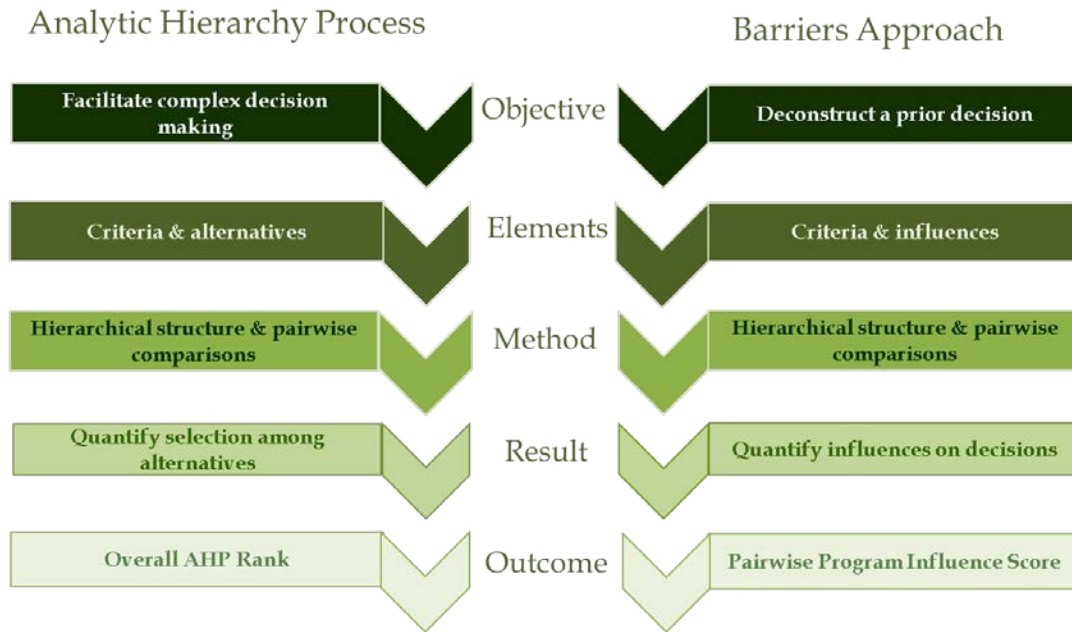 Analytic Hierarchy Process
Barriers Approach
Facilitate complex decision
making
Objective
Deconstruct a prior decision
Criteria & alternatives
Elements
Criteria & influences
Hierarchical structure & pairwise
comparisons
Method
Hierarchical structure & pairwise
comparisons
Quantify selection among
alternatives
Result
Quantify influences on decisions
Overall AHP Rank
Outcome
Pairwise Program Influence Score